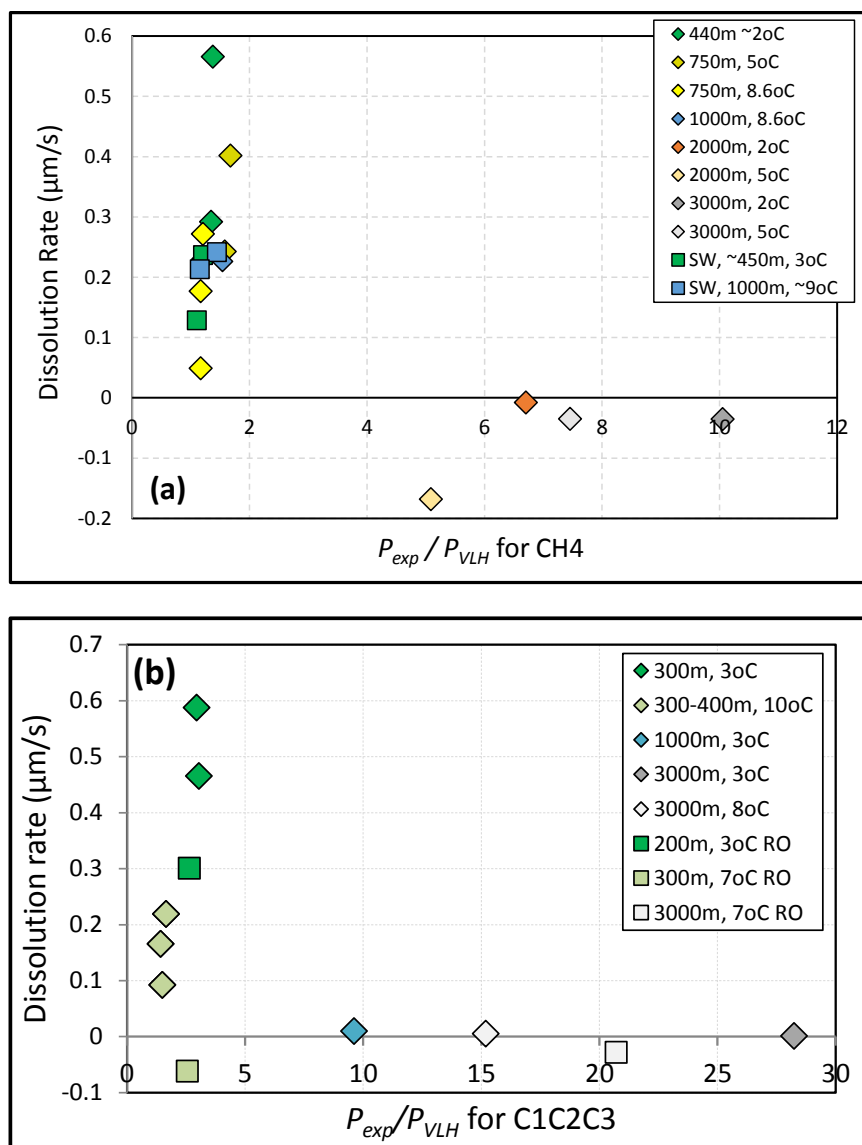 0.6
0.5
0.4
0.3
0.2
0.1
0
-0.1
-0.2
Dissolution Rate (µm/s)
0 2 4 6 8 10 12
(a)
P_exp / P_VLH for CH4
440m ~2oC
750m, 5oC
750m, 8.6oC
1000m, 8.6oC
2000m, 2oC
2000m, 5oC
3000m, 2oC
3000m, 5oC
SW, ~450m, 3oC
SW, 1000m, ~9oC
0.7
0.6
0.5
0.4
0.3
0.2
0.1
0
-0.1
Dissolution rate (µm/s)
0 5 10 15 20 25 30
(b)
P_exp/P_VLH for C1C2C3
300m, 3oC
300-400m, 10oC
1000m, 3oC
3000m, 3oC
3000m, 8oC
200m, 3oC RO
300m, 7oC RO
3000m, 7oC RO